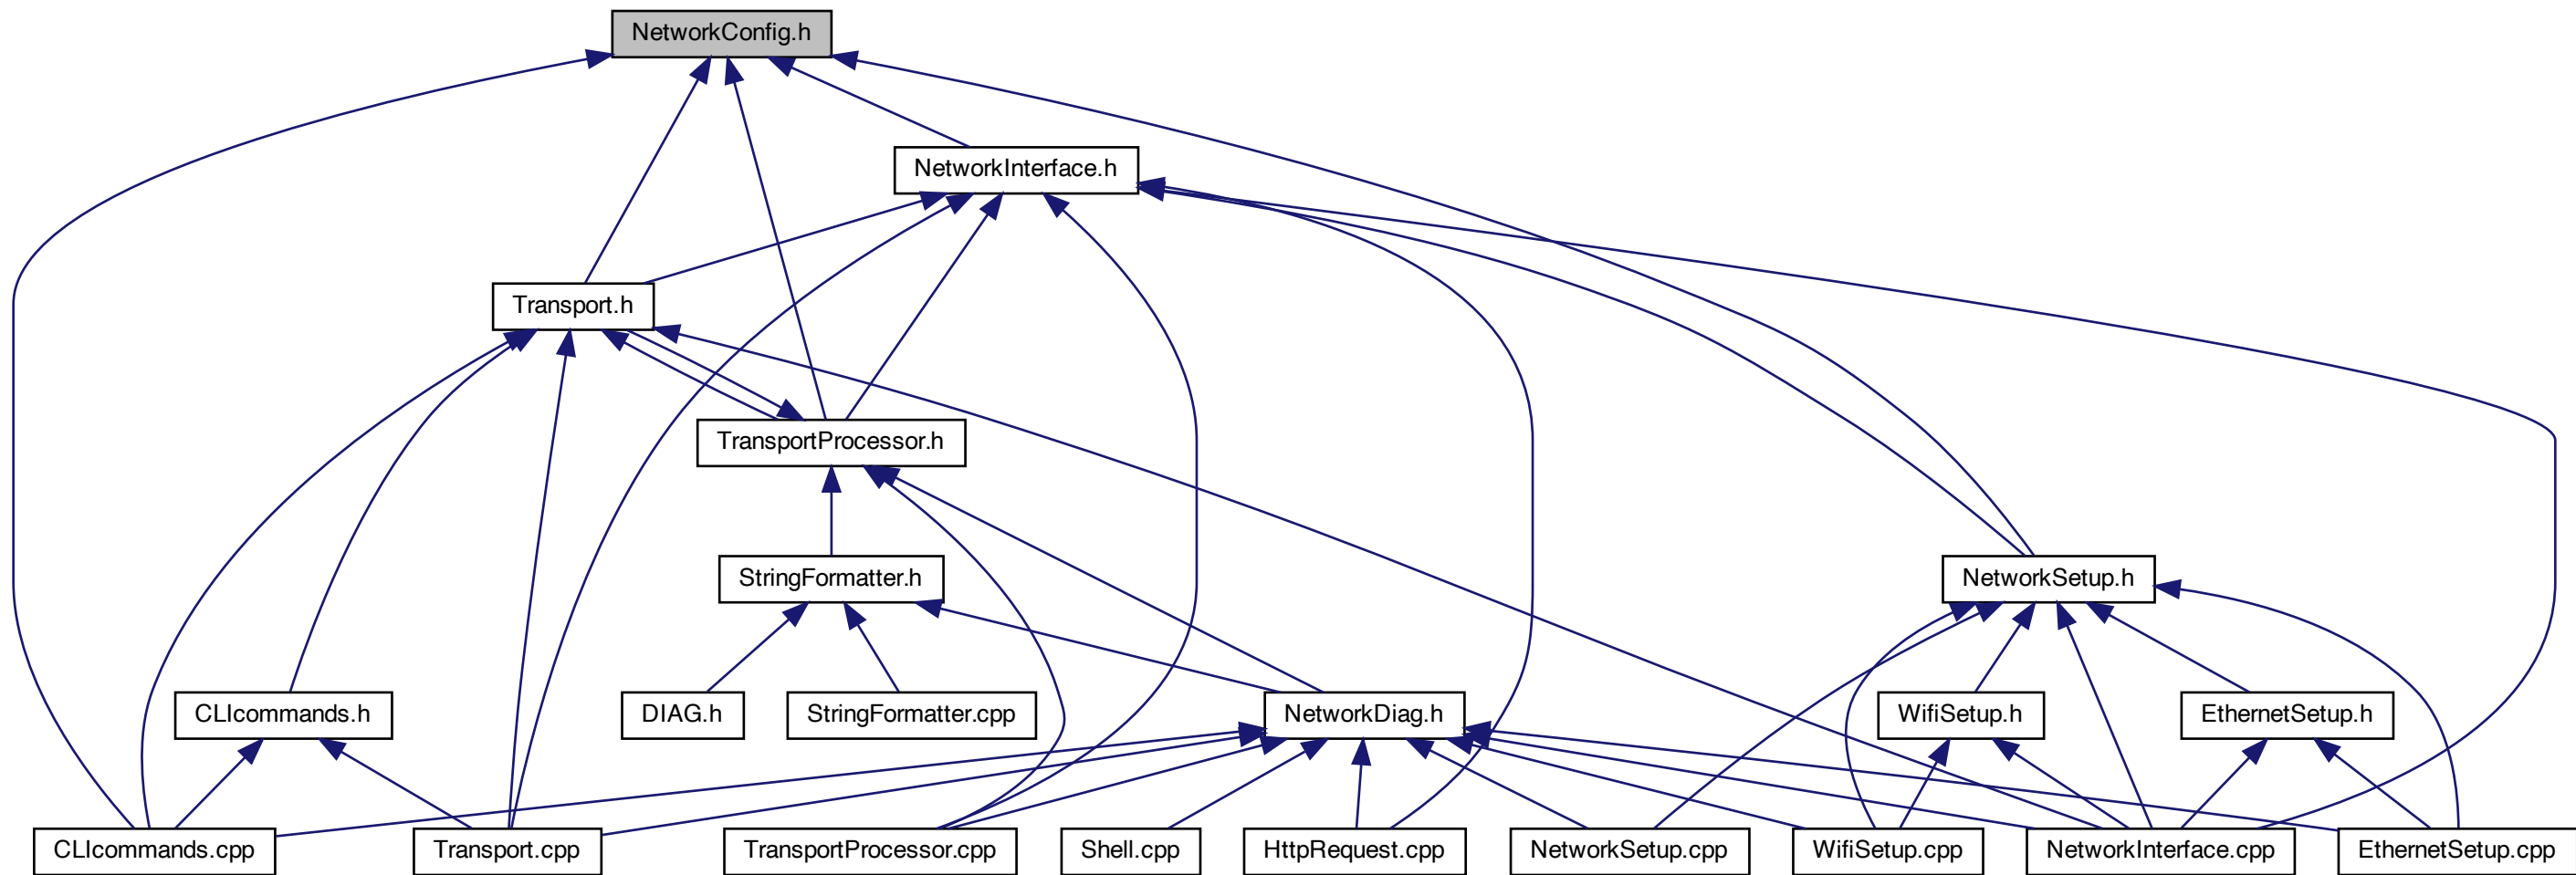 NetworkConfig.h
NetworkInterface.h
Transport.h
TransportProcessor.h
StringFormatter.h
NetworkSetup.h
CLIcommands.h
DIAG.h
StringFormatter.cpp
NetworkDiag.h
WifiSetup.h
EthernetSetup.h
CLIcommands.cpp
Transport.cpp
TransportProcessor.cpp
Shell.cpp
HttpRequest.cpp
NetworkSetup.cpp
WifiSetup.cpp
NetworkInterface.cpp
EthernetSetup.cpp